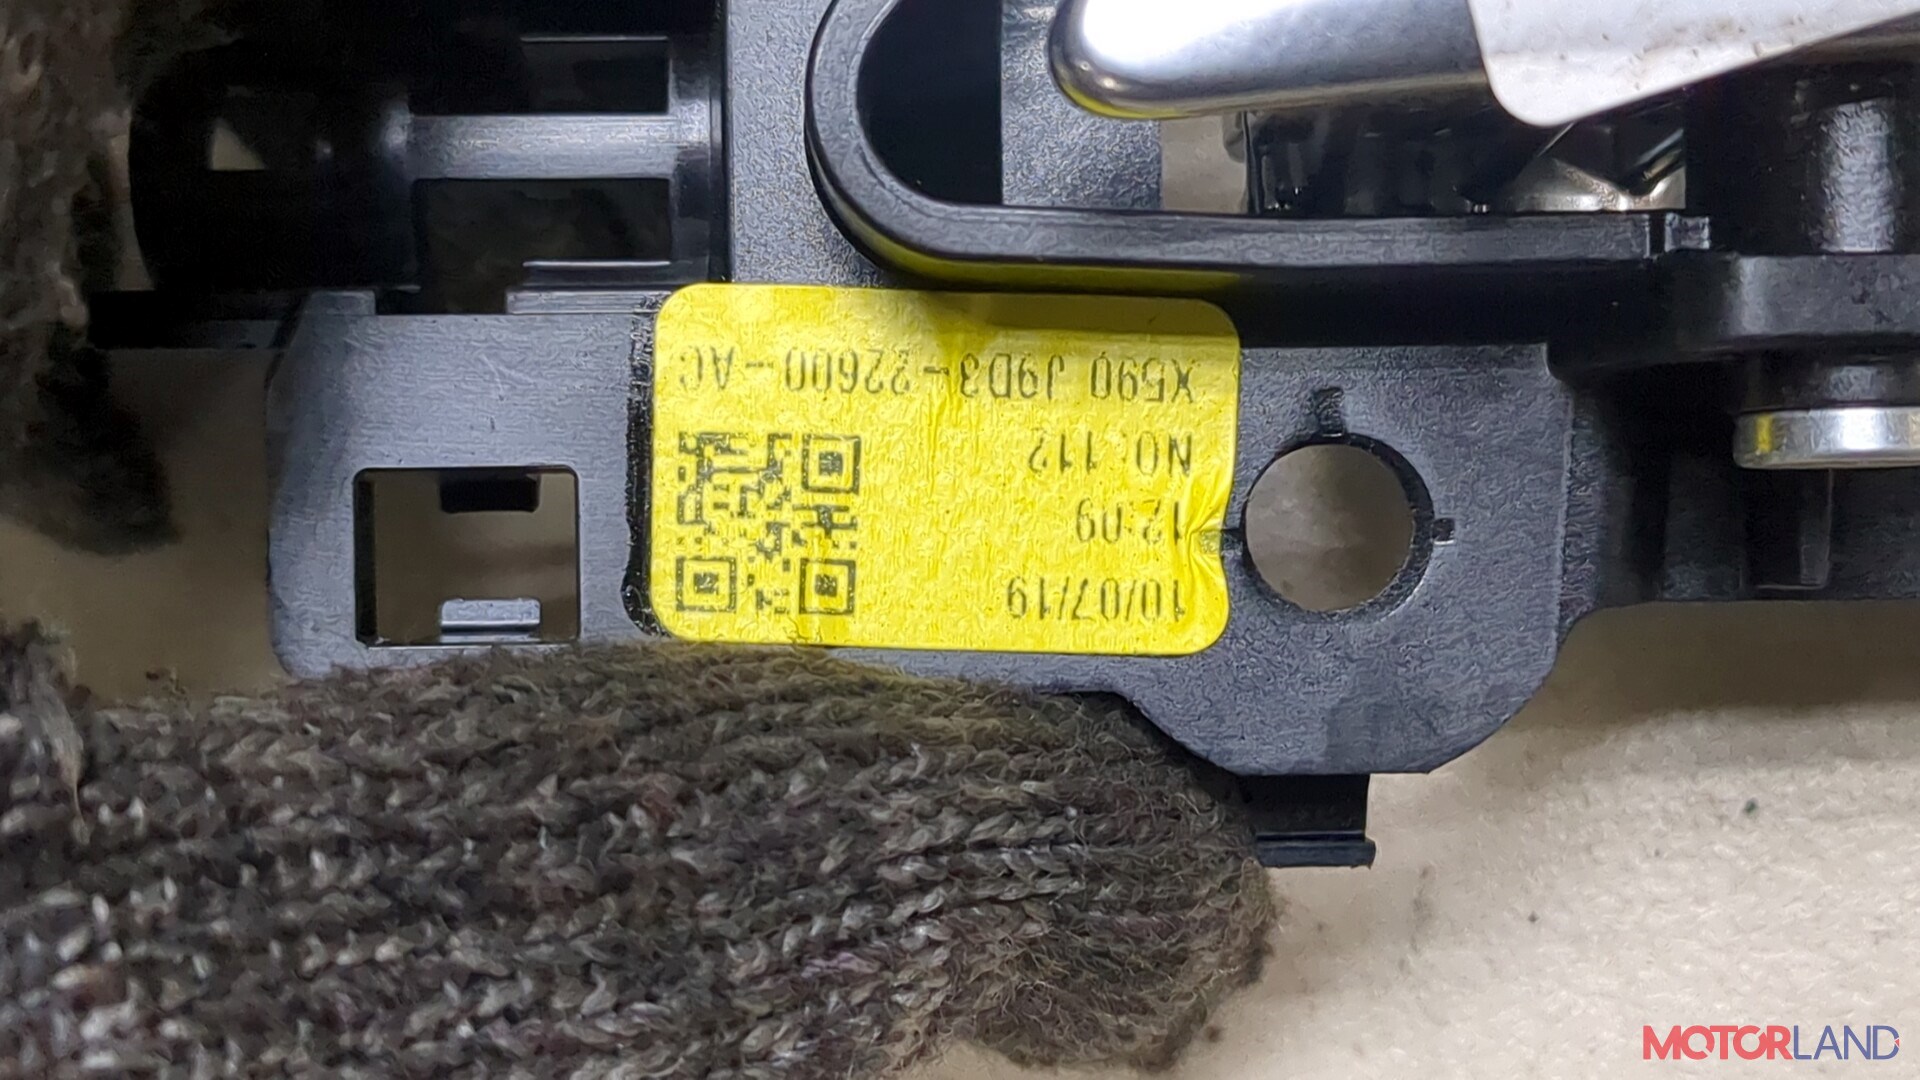 X590 J9D3-22600-AC
NO:112
12:09
10/07/19
MOTORLAND